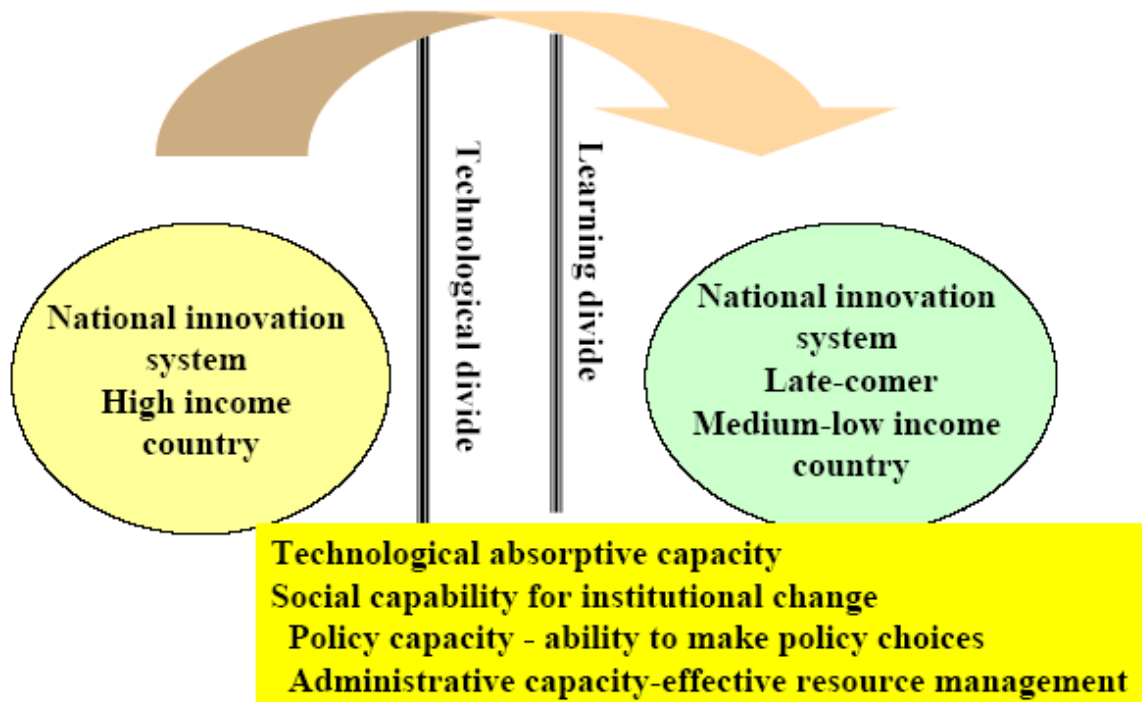 National innovation
system
High income
country
Technological divide
Learning divide
National innovation
system
Late-comer
Medium-low income
country
Technological absorptive capacity
Social capability for institutional change
Policy capacity - ability to make policy choices
Administrative capacity-effective resource management